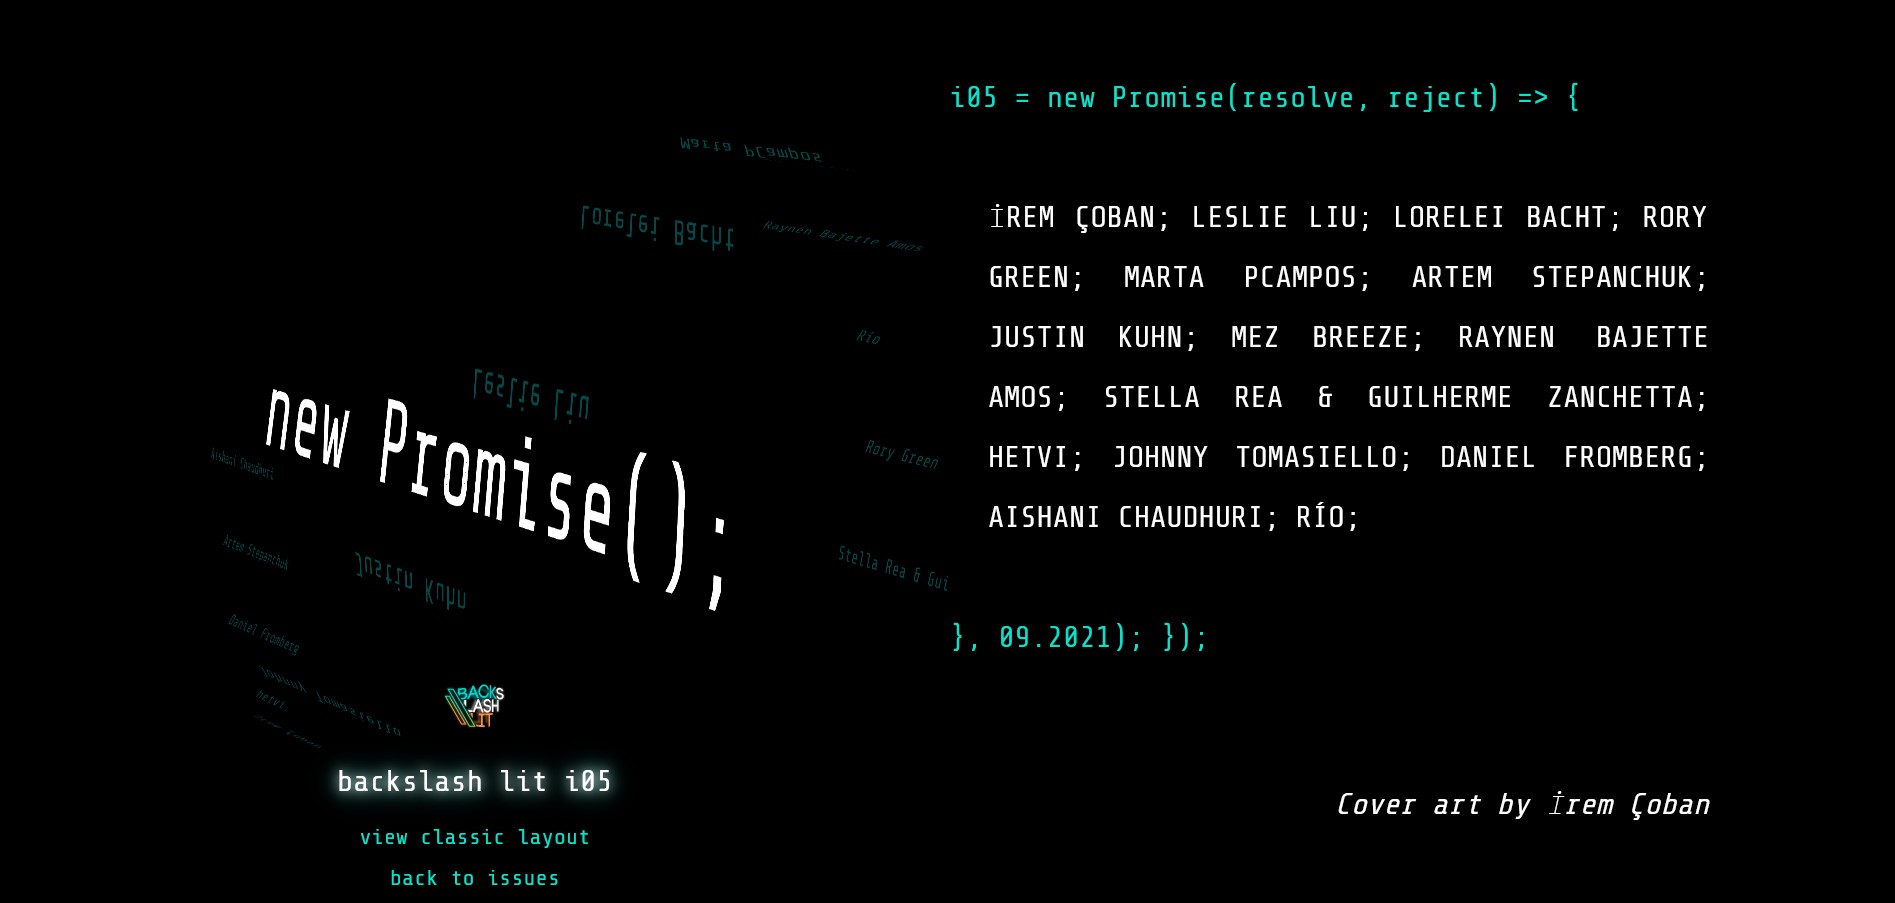 Marta PCampos
Lorelei Bacht
Raynen Bajette Amos
Río
Leslie Liu
new Promise();
Rory Green
Aishani Chaudhuri
Artem Stepanchuk
Justin Kuhn
Stella Rea & Gui
Daniel Fromberg
Johnny Tomasiello
hetvi
İrem Çoban
BACKS
LASH
LIT
backslash lit i05
view classic layout
back to issues
i05 = new Promise(resolve, reject) => {
İREM ÇOBAN; LESLIE LIU; LORELEI BACHT; RORY
GREEN; MARTA PCAMPOS; ARTEM STEPANCHUK;
JUSTIN KUHN; MEZ BREEZE; RAYNEN BAJETTE
AMOS; STELLA REA & GUILHERME ZANCHETTA;
HETVI; JOHNNY TOMASIELLO; DANIEL FROMBERG;
AISHANI CHAUDHURI; RÍO;
}, 09.2021); });
Cover art by İrem Çoban